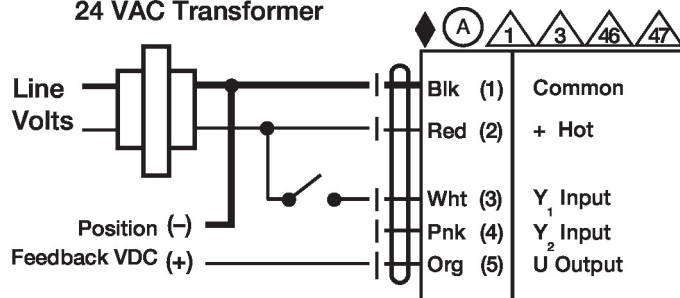 24 VAC Transformer
A 1 3 46 47
Line Volts
Blk (1) Common
Red (2) + Hot
Wht (3) Y1 Input
Position (–)
Pnk (4) Y2 Input
Feedback VDC (+)
Org (5) U Output